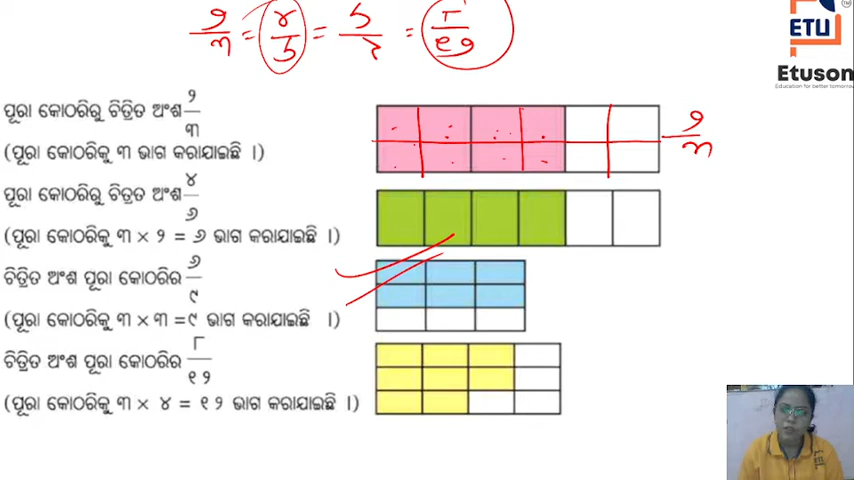 ୨/୩ = ୪/୬ = ୬/୯ = ୮/୧୨
ETU
TM
Etuson
Education for better tomorrow
ପୂରା କୋଠରିରୁ ଚିତ୍ରିତ ଅଂଶ ୨/୩
(ପୂରା କୋଠରିକୁ ୩ ଭାଗ କରାଯାଇଛି ।)
୨/୩
ପୂରା କୋଠରିରୁ ଚିତ୍ରିତ ଅଂଶ ୪/୬
(ପୂରା କୋଠରିକୁ ୩ × ୨ = ୬ ଭାଗ କରାଯାଇଛି ।)
ଚିତ୍ରିତ ଅଂଶ ପୂରା କୋଠରିର ୬/୯
(ପୂରା କୋଠରିକୁ ୩ × ୩ =୯ ଭାଗ କରାଯାଇଛି ।)
ଚିତ୍ରିତ ଅଂଶ ପୂରା କୋଠରିର ୮/୧୨
(ପୂରା କୋଠରିକୁ ୩ × ୪ = ୧୨ ଭାଗ କରାଯାଇଛି ।)
ETU